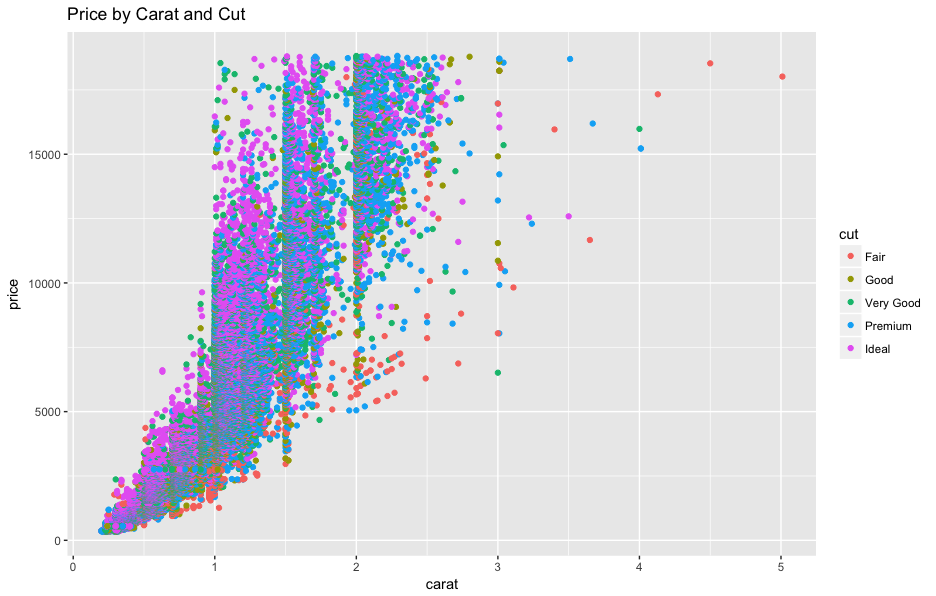 Price by Carat and Cut
price
15000
10000
5000
0
0 1 2 3 4 5
carat
cut
Fair
Good
Very Good
Premium
Ideal